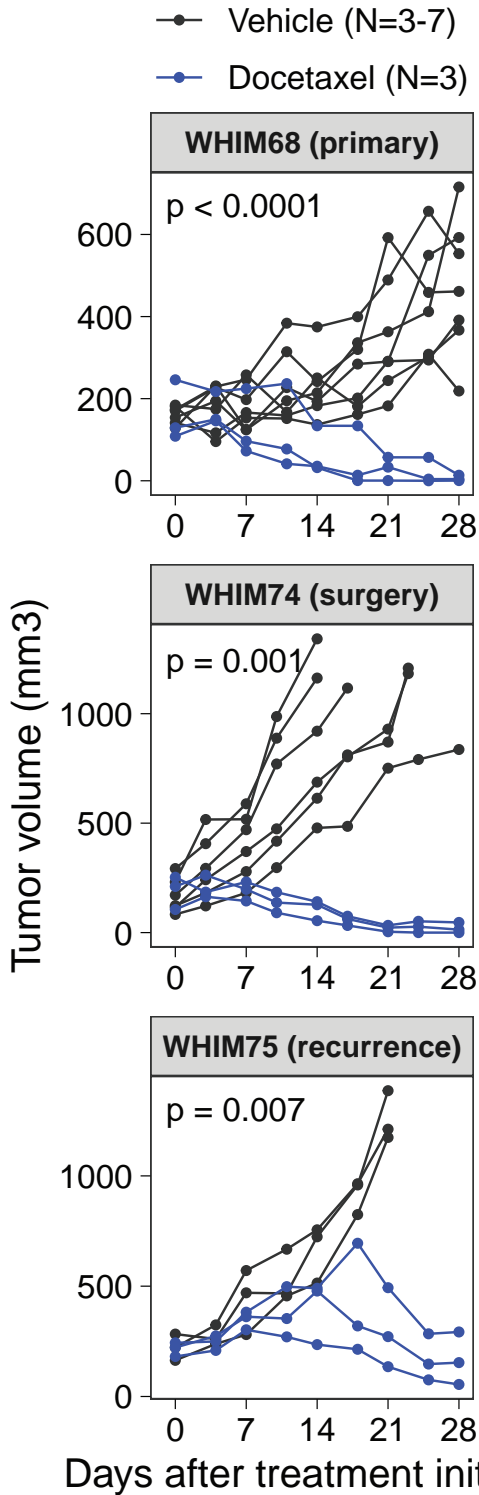 Vehicle (N=3-7)
Docetaxel (N=3)
Tumor volume (mm3)
WHIM68 (primary)
p < 0.0001
600
400
200
0
0 7 14 21 28
WHIM74 (surgery)
p = 0.001
1000
500
0
0 7 14 21 28
WHIM75 (recurrence)
p = 0.007
1000
500
0
0 7 14 21 28
Days after treatment init